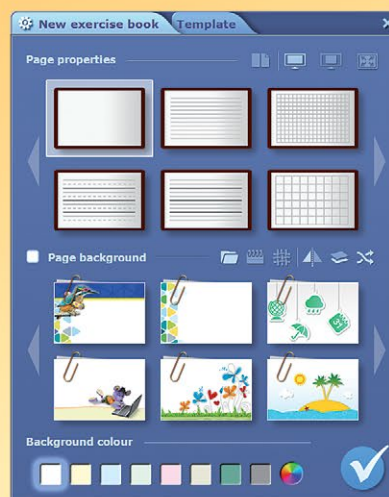 New exercise book Template
Page properties
Page background
Background colour